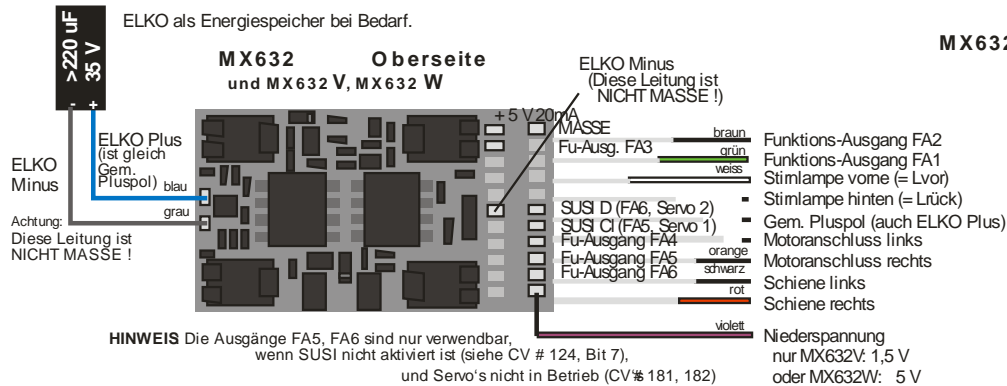 >220 uF
35 V
- +
ELKO als Energiespeicher bei Bedarf.
MX632 Oberseite
und MX632 V, MX632 W
MX632
ELKO Minus
(Diese Leitung ist
NICHT MASSE !)
ELKO Plus
(ist gleich
Gem.
Pluspol)
blau
ELKO
Minus
grau
Achtung:
Diese Leitung ist
NICHT MASSE !
+ 5 V 20mA
MASSE
Fu-Ausg. FA3
SUSI D (FA6, Servo 2)
SUSI Cl (FA5, Servo 1)
Fu-Ausgang FA4
Fu-Ausgang FA5
Fu-Ausgang FA6
braun Funktions-Ausgang FA2
grün Funktions-Ausgang FA1
weiss Stirnlampe vorne (= Lvor)
Stirnlampe hinten (= Lrück)
Gem. Pluspol (auch ELKO Plus)
Motoranschluss links
orange Motoranschluss rechts
schwarz Schiene links
rot Schiene rechts
violett Niederspannung
nur MX632V: 1,5 V
oder MX632W: 5 V
HINWEIS: Die Ausgänge FA5, FA6 sind nur verwendbar,
wenn SUSI nicht aktiviert ist (siehe CV # 124, Bit 7),
und Servo's nicht in Betrieb (CV's # 181, 182)